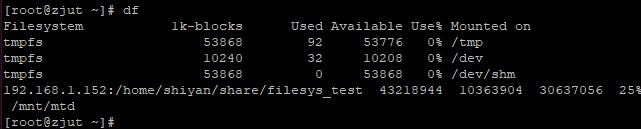 [root@zjut ~]# df
Filesystem           1k-blocks      Used Available Use% Mounted on
tmpfs                    53868        92     53776   0% /tmp
tmpfs                    10240        32     10208   0% /dev
tmpfs                    53868         0     53868   0% /dev/shm
192.168.1.152:/home/shiyan/share/filesys_test  43218944  10363904  30637056  25%
 /mnt/mtd
[root@zjut ~]#